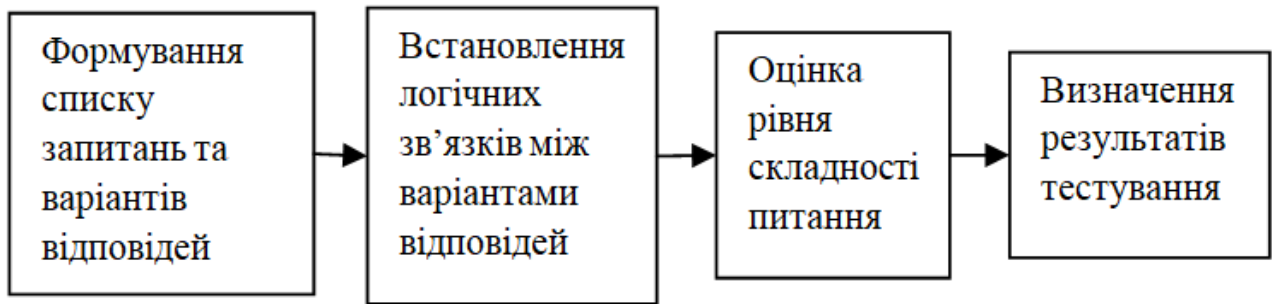 Формування
списку
запитань та
варіантів
відповідей
Встановлення
логічних
зв’язків між
варіантами
відповідей
Оцінка
рівня
складності
питання
Визначення
результатів
тестування